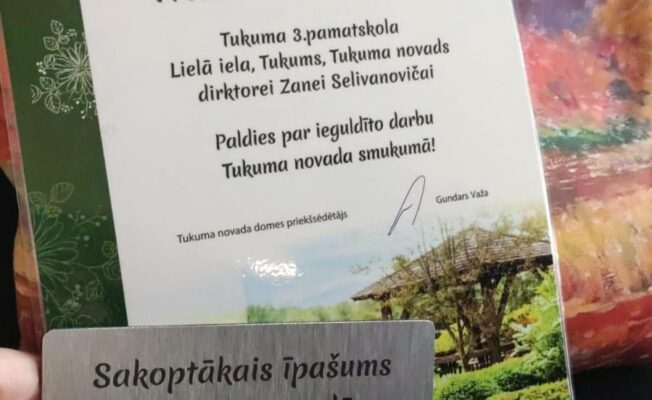 Tukuma 3.pamatskola
Lielā iela, Tukums, Tukuma novads
dirktorei Zanei Selivanovičai
Paldies par ieguldīto darbu
Tukuma novada smukumā!
Tukuma novada domes priekšsēdētājs
Gundars Važa
Sakoptākais īpašums